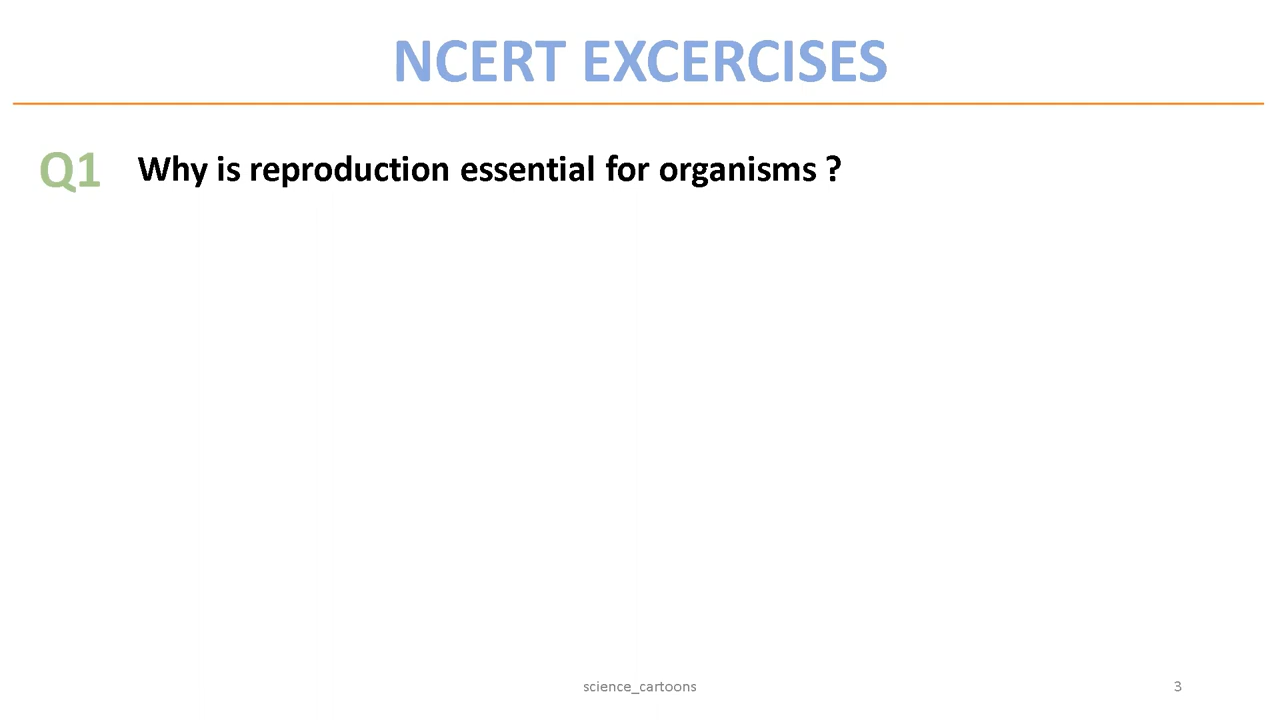 NCERT EXCERCISES
Q1 Why is reproduction essential for organisms ?
science_cartoons
3